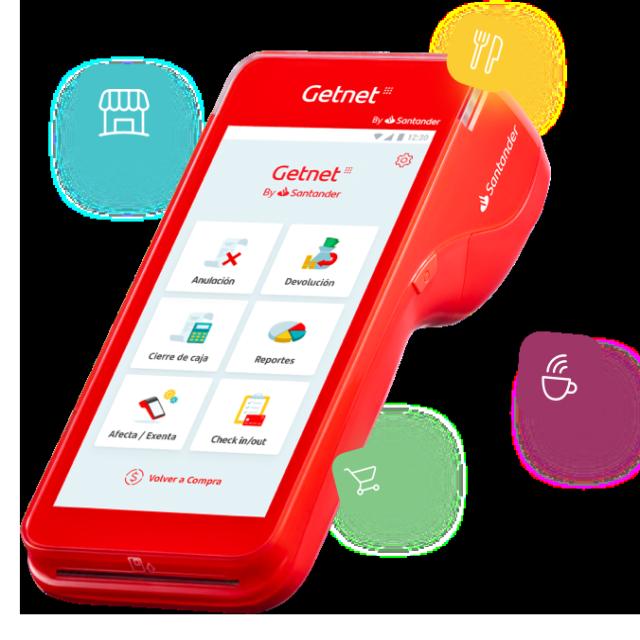 Getnet
By Santander
12:30
Getnet
By Santander
Santander
Anulación
Devolución
Cierre de caja
Reportes
Afecta / Exenta
Check in/out
Volver a Compra